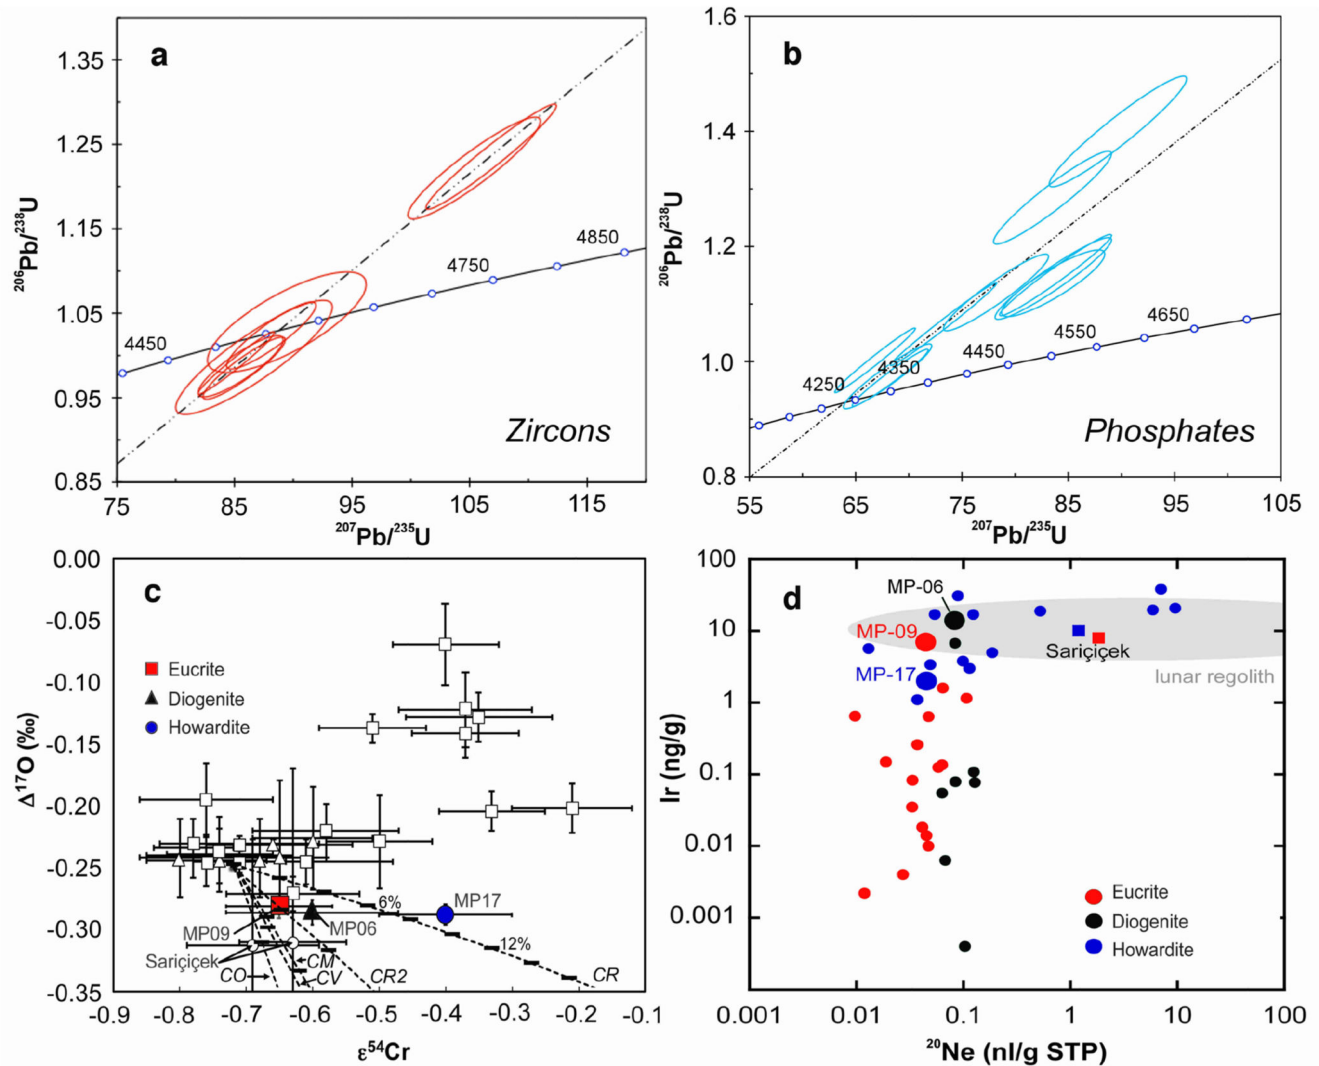 a
1.35
1.25
1.15
1.05
0.95
0.85
²⁰⁶Pb/²³⁸U
4450
4750
4850
Zircons
75
85
95
105
115
²⁰⁷Pb/²³⁵U
b
1.6
1.4
1.2
1.0
0.8
²⁰⁶Pb/²³⁸U
4250
4350
4450
4550
4650
Phosphates
55
65
75
85
95
105
²⁰⁷Pb/²³⁵U
c
0.00
-0.05
-0.10
-0.15
-0.20
-0.25
-0.30
-0.35
Δ¹⁷O (‰)
Eucrite
Diogenite
Howardite
6%
MP17
MP09
MP06
12%
Sariçiçek
CO
CM
CV
CR2
CR
-0.9
-0.8
-0.7
-0.6
-0.5
-0.4
-0.3
-0.2
-0.1
ε⁵⁴Cr
d
100
10
1
0.1
0.01
0.001
Ir (ng/g)
MP-06
MP-09
MP-17
Sariçiçek
lunar regolith
Eucrite
Diogenite
Howardite
0.001
0.01
0.1
1
10
100
²⁰Ne (nl/g STP)